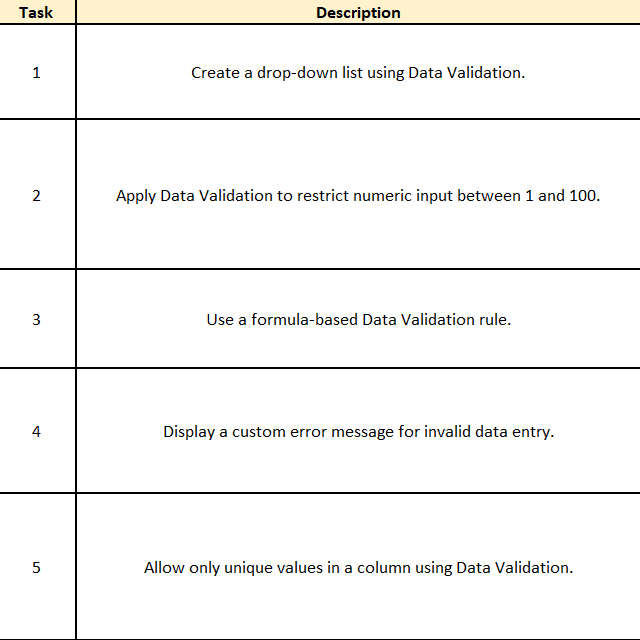 Task Description
1 Create a drop-down list using Data Validation.
2 Apply Data Validation to restrict numeric input between 1 and 100.
3 Use a formula-based Data Validation rule.
4 Display a custom error message for invalid data entry.
5 Allow only unique values in a column using Data Validation.